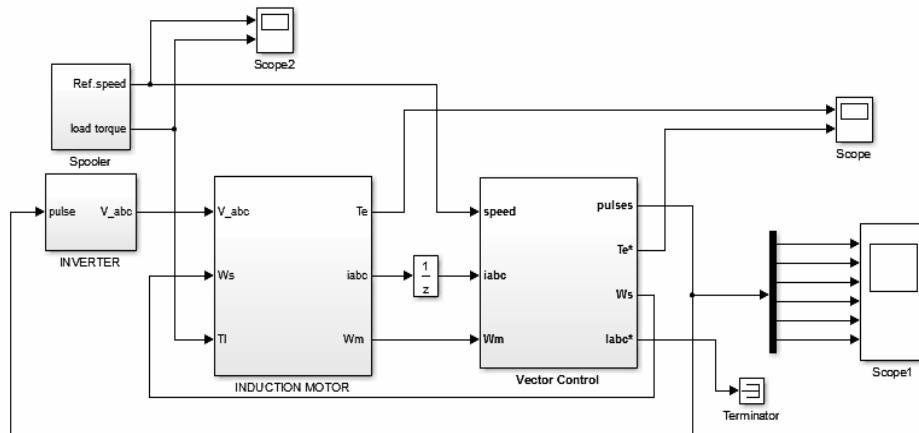 Scope2
Ref.speed
load torque
Spooler
Scope
pulse
V_abc
INVERTER
V_abc
Te
Ws
iabc
Tl
Wm
INDUCTION MOTOR
1
z
speed
pulses
Te*
iabc
Ws
Wm
Iabc*
Vector Control
Scope1
Terminator